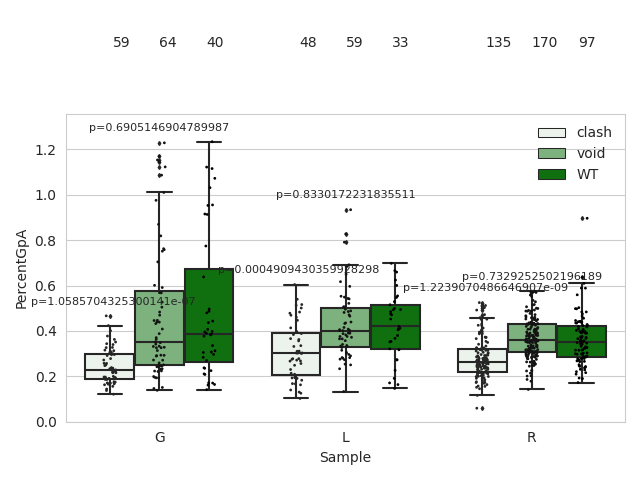 59 64 40 48 59 33 135 170 97
p=0.6905146904789987
clash
void
WT
p=0.8330172231835511
p=0.0004909430359928298
p=0.7329252550219189
p=1.2239070486646907e-09
p=1.0585704325300141e-07
PercentGpA
1.2
1.0
0.8
0.6
0.4
0.2
0.0
G L R
Sample